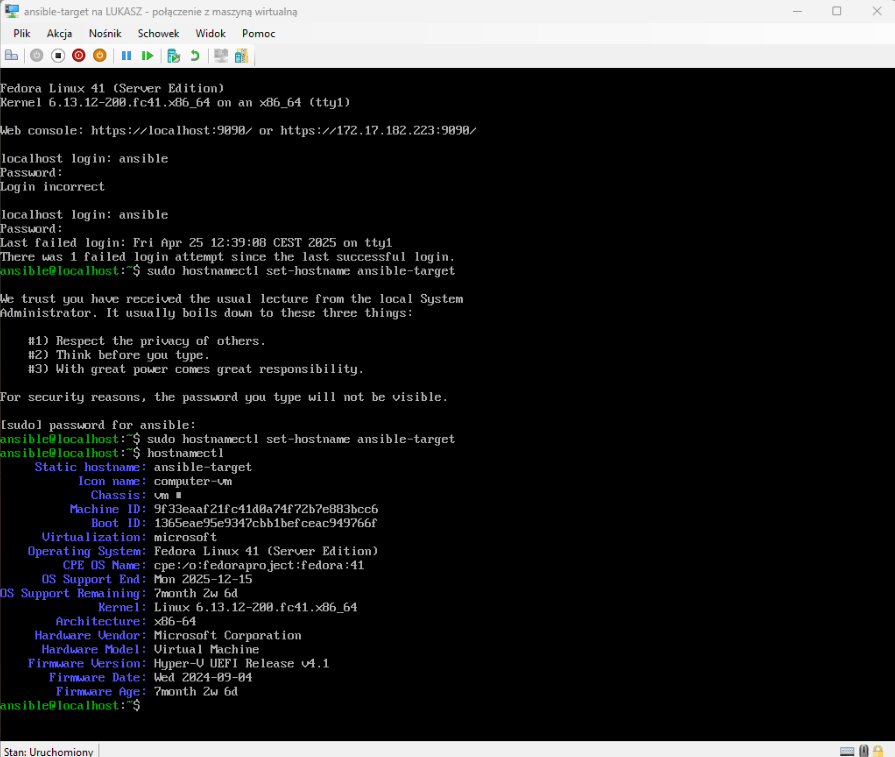 ansible-target na LUKASZ - połączenie z maszyną wirtualną
Plik Akcja Nośnik Schowek Widok Pomoc
Fedora Linux 41 (Server Edition)
Kernel 6.13.12-200.fc41.x86_64 on an x86_64 (tty1)
Web console: https://localhost:9090/ or https://172.17.182.223:9090/
localhost login: ansible
Password:
Login incorrect
localhost login: ansible
Password:
Last failed login: Fri Apr 25 12:39:08 CEST 2025 on tty1
There was 1 failed login attempt since the last successful login.
ansible@localhost:~$ sudo hostnamectl set-hostname ansible-target
We trust you have received the usual lecture from the local System
Administrator. It usually boils down to these three things:
#1) Respect the privacy of others.
#2) Think before you type.
#3) With great power comes great responsibility.
For security reasons, the password you type will not be visible.
[sudo] password for ansible:
ansible@localhost:~$ sudo hostnamectl set-hostname ansible-target
ansible@localhost:~$ hostnamectl
Static hostname: ansible-target
Icon name: computer-vm
Chassis: vm ■
Machine ID: 9f33eaaf21fc41d0a74f72b7e883bcc6
Boot ID: 1365eae95e9347cbb1befceac949766f
Virtualization: microsoft
Operating System: Fedora Linux 41 (Server Edition)
CPE OS Name: cpe:/o:fedoraproject:fedora:41
OS Support End: Mon 2025-12-15
OS Support Remaining: 7month 2w 6d
Kernel: Linux 6.13.12-200.fc41.x86_64
Architecture: x86-64
Hardware Vendor: Microsoft Corporation
Hardware Model: Virtual Machine
Firmware Version: Hyper-V UEFI Release v4.1
Firmware Date: Wed 2024-09-04
Firmware Age: 7month 2w 6d
ansible@localhost:~$
Stan: Uruchomiony